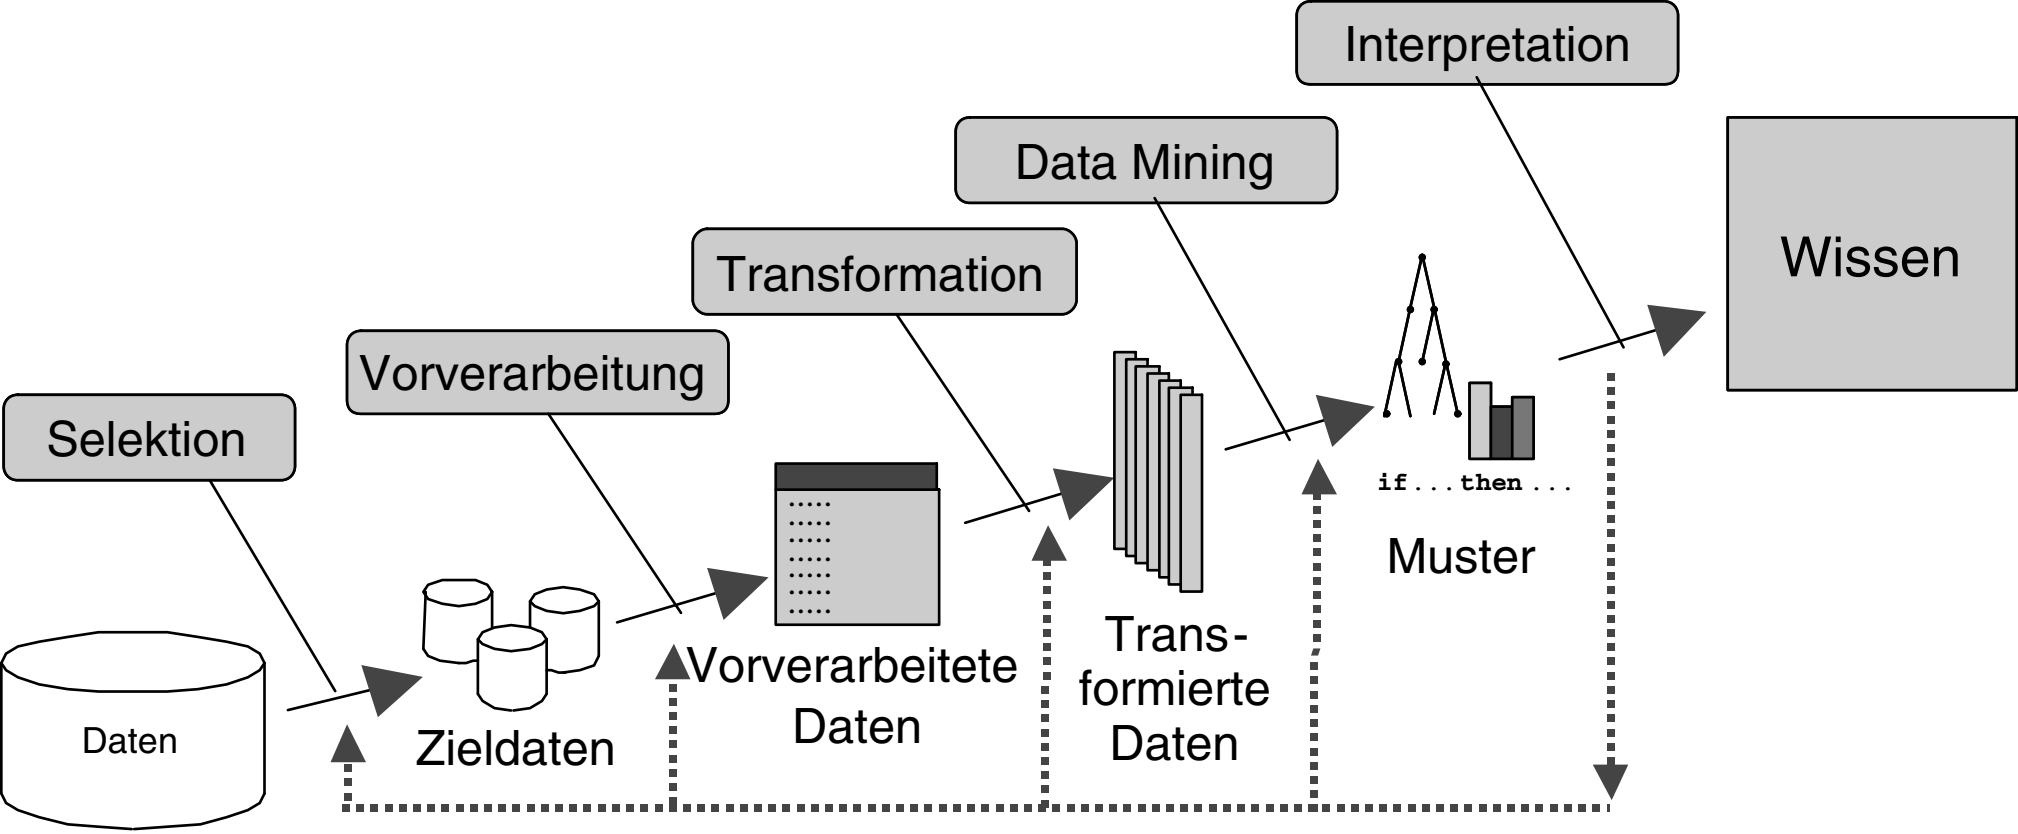 Interpretation
Data Mining
Transformation
Vorverarbeitung
Selektion
Wissen
if...then ...
Muster
Trans-
formierte
Daten
Vorverarbeitete
Daten
Zieldaten
Daten